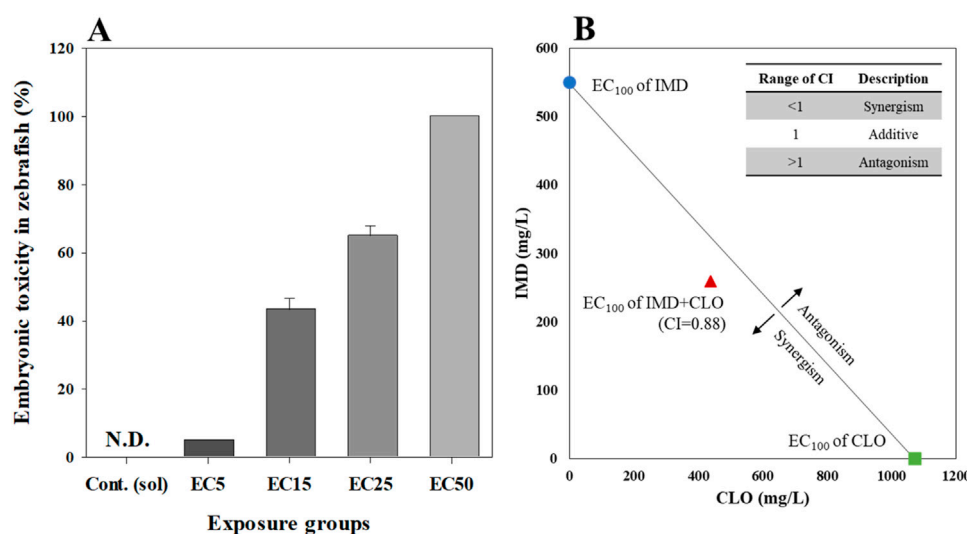 A
Embryonic toxicity in zebrafish (%)
120
100
80
60
40
20
0
N.D.
Cont. (sol) EC5 EC15 EC25 EC50
Exposure groups
B
IMD (mg/L)
600
500
400
300
200
100
0
EC100 of IMD
Range of CI Description
<1 Synergism
1 Additive
>1 Antagonism
EC100 of IMD+CLO
(CI=0.88)
Antagonism
Synergism
EC100 of CLO
0 200 400 600 800 1000 1200
CLO (mg/L)